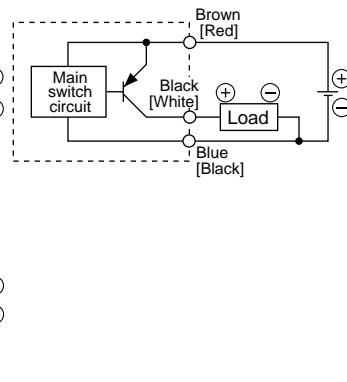 Brown
[Red]
Main
switch
circuit
Black
[White]
+ −
Load
+
−
Blue
[Black]